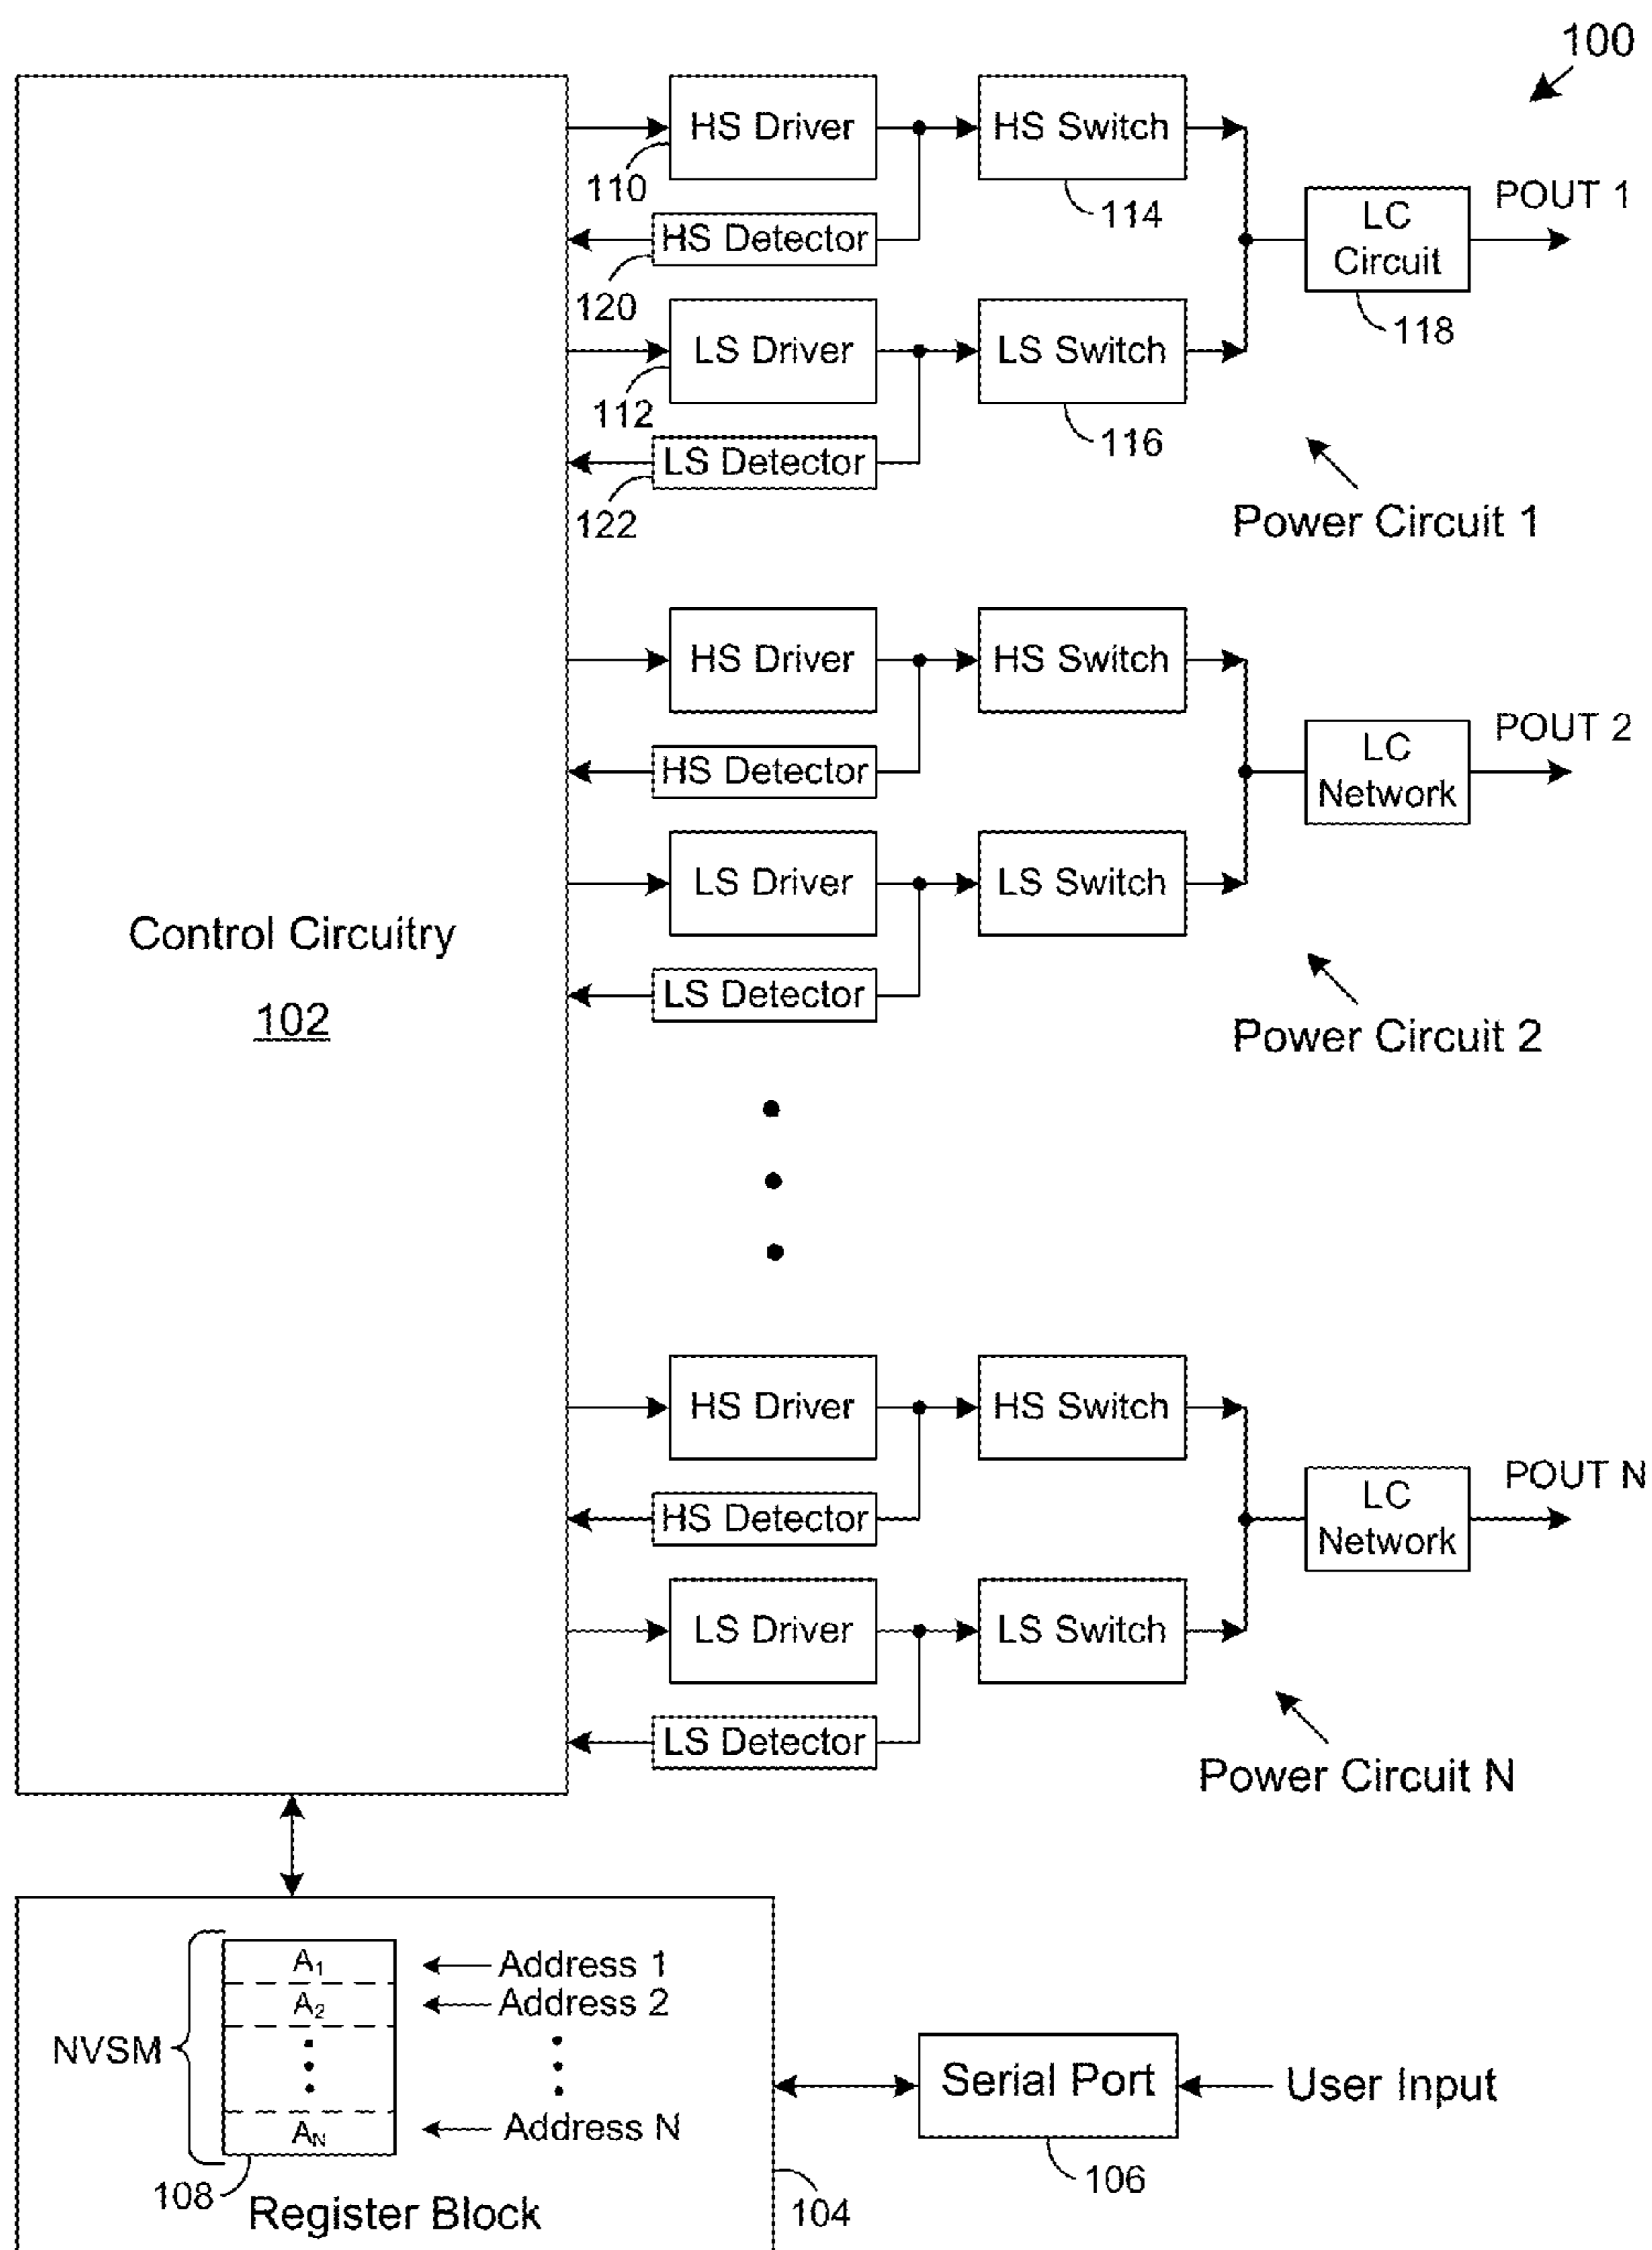 100
HS Driver
HS Switch
110
114
POUT 1
HS Detector
LC
Circuit
120
118
LS Driver
LS Switch
112
116
LS Detector
122
Power Circuit 1
HS Driver
HS Switch
POUT 2
HS Detector
LC
Network
LS Driver
LS Switch
Control Circuitry
102
LS Detector
Power Circuit 2
HS Driver
HS Switch
POUT N
HS Detector
LC
Network
LS Driver
LS Switch
LS Detector
Power Circuit N
A₁
Address 1
A₂
Address 2
NVSM
Serial Port
User Input
Aₙ
Address N
108
106
Register Block
104